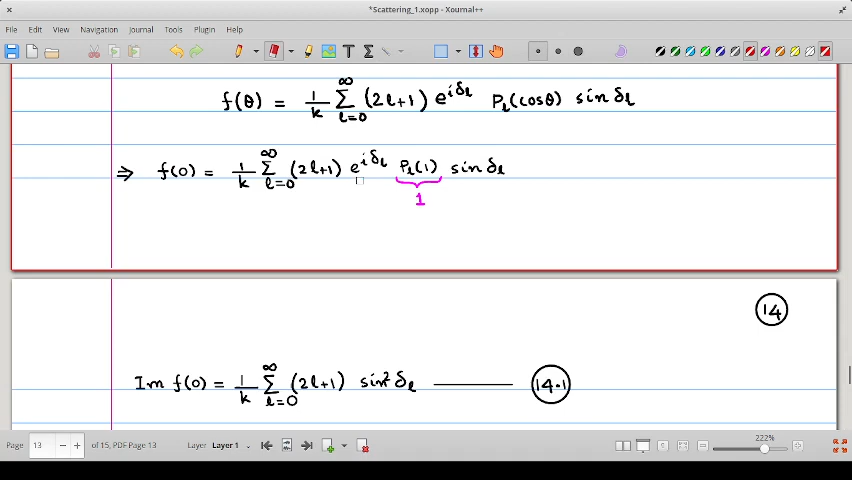 *Scattering_1.xopp - Xournal++
File Edit View Navigation Journal Tools Plugin Help
f(θ) = 1/k ∑_{l=0}^{∞} (2l+1) e^{iδ_l} P_l(cosθ) sin δ_l
⇒ f(0) = 1/k ∑_{l=0}^{∞} (2l+1) e^{iδ_l} P_l(1) sin δ_l
1
14
Im f(0) = 1/k ∑_{l=0}^{∞} (2l+1) sin² δ_l ——— 14.1
Page 13 of 15, PDF Page 13 Layer Layer 1 222%